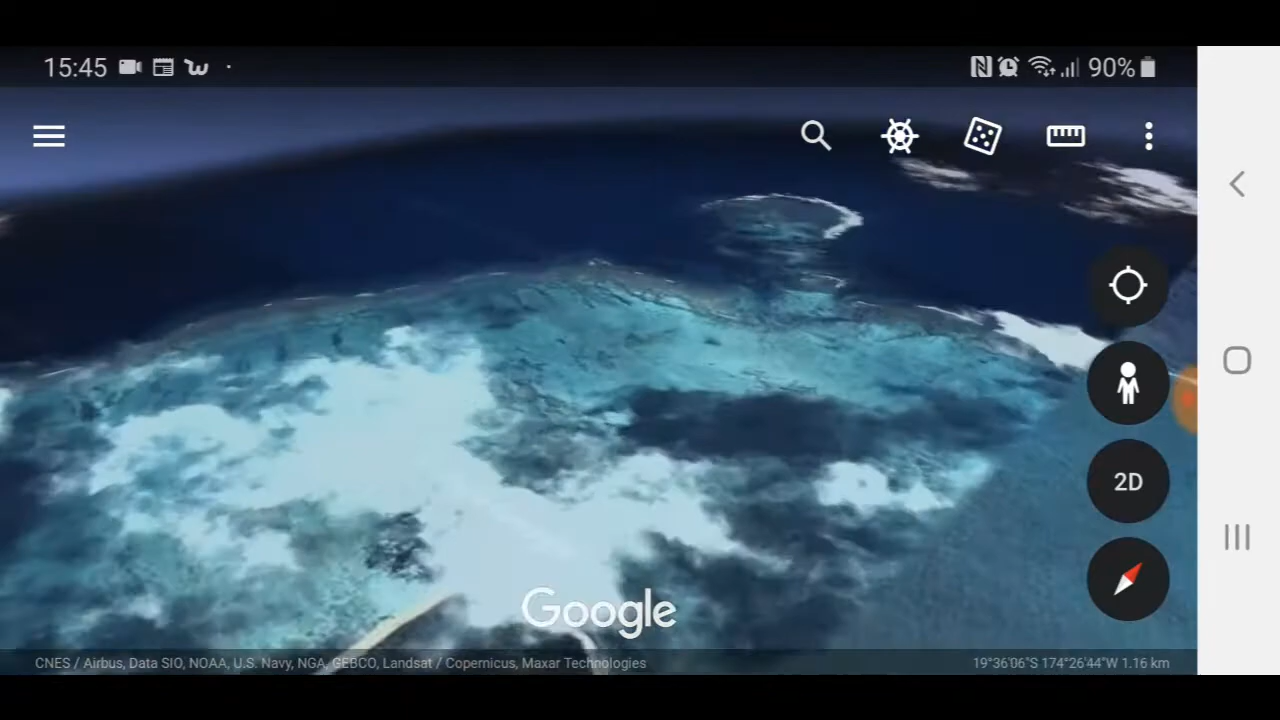 15:45
90%
2D
Google
CNES / Airbus, Data SIO, NOAA, U.S. Navy, NGA, GEBCO, Landsat / Copernicus, Maxar Technologies
19°36'06"S 174°26'44"W 1.16 km